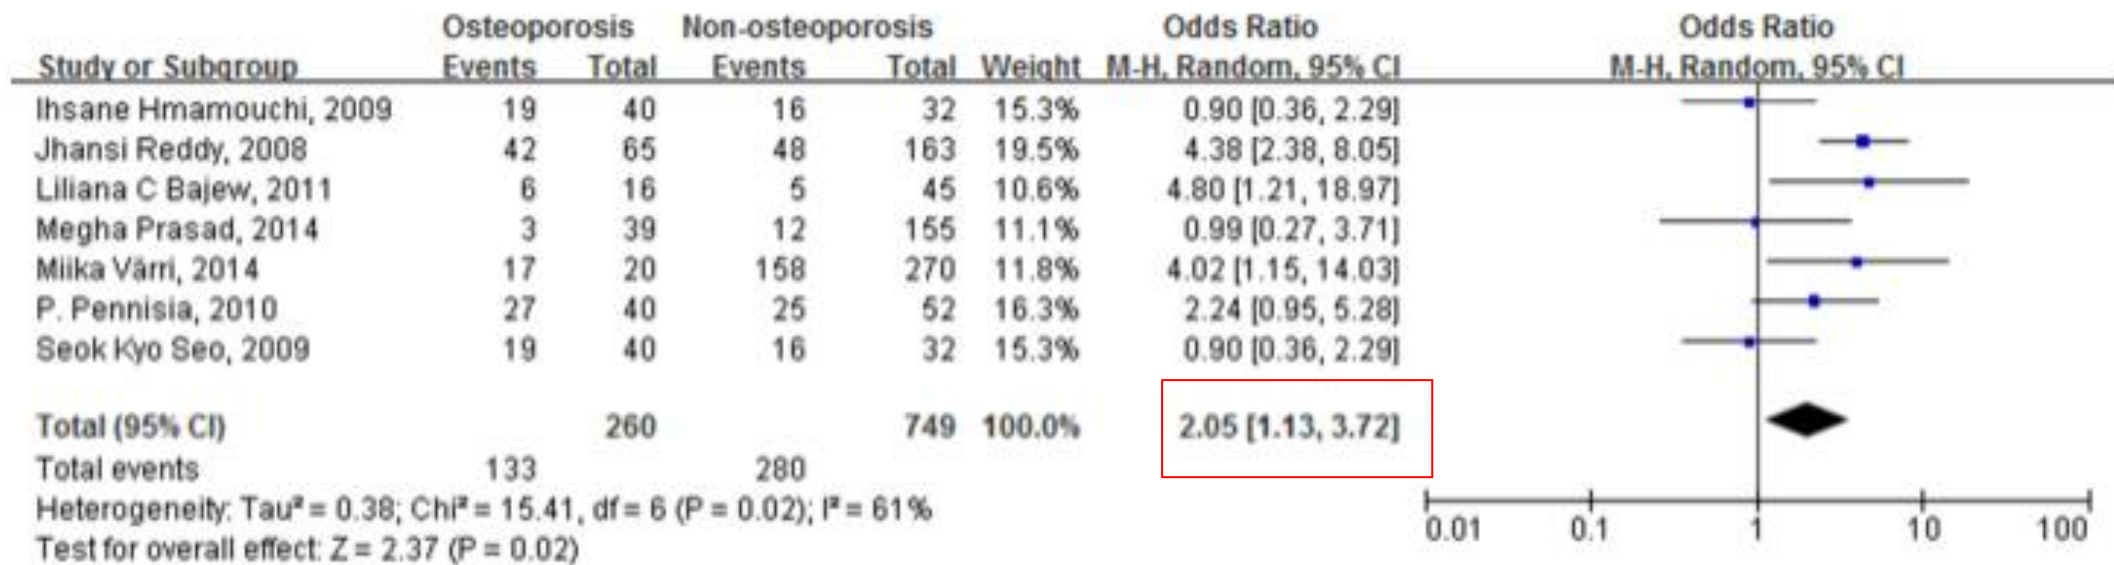 Osteoporosis Non-osteoporosis Odds Ratio Odds Ratio
Study or Subgroup Events Total Events Total Weight M-H, Random, 95% CI M-H, Random, 95% CI
Ihsane Hmamouchi, 2009 19 40 16 32 15.3% 0.90 [0.36, 2.29]
Jhansi Reddy, 2008 42 65 48 163 19.5% 4.38 [2.38, 8.05]
Liliana C Bajew, 2011 6 16 5 45 10.6% 4.80 [1.21, 18.97]
Megha Prasad, 2014 3 39 12 155 11.1% 0.99 [0.27, 3.71]
Miika Värri, 2014 17 20 158 270 11.8% 4.02 [1.15, 14.03]
P. Pennisia, 2010 27 40 25 52 16.3% 2.24 [0.95, 5.28]
Seok Kyo Seo, 2009 19 40 16 32 15.3% 0.90 [0.36, 2.29]
Total (95% CI) 260 749 100.0% 2.05 [1.13, 3.72]
Total events 133 280
Heterogeneity: Tau² = 0.38; Chi² = 15.41, df = 6 (P = 0.02); I² = 61%
Test for overall effect: Z = 2.37 (P = 0.02)
0.01 0.1 1 10 100